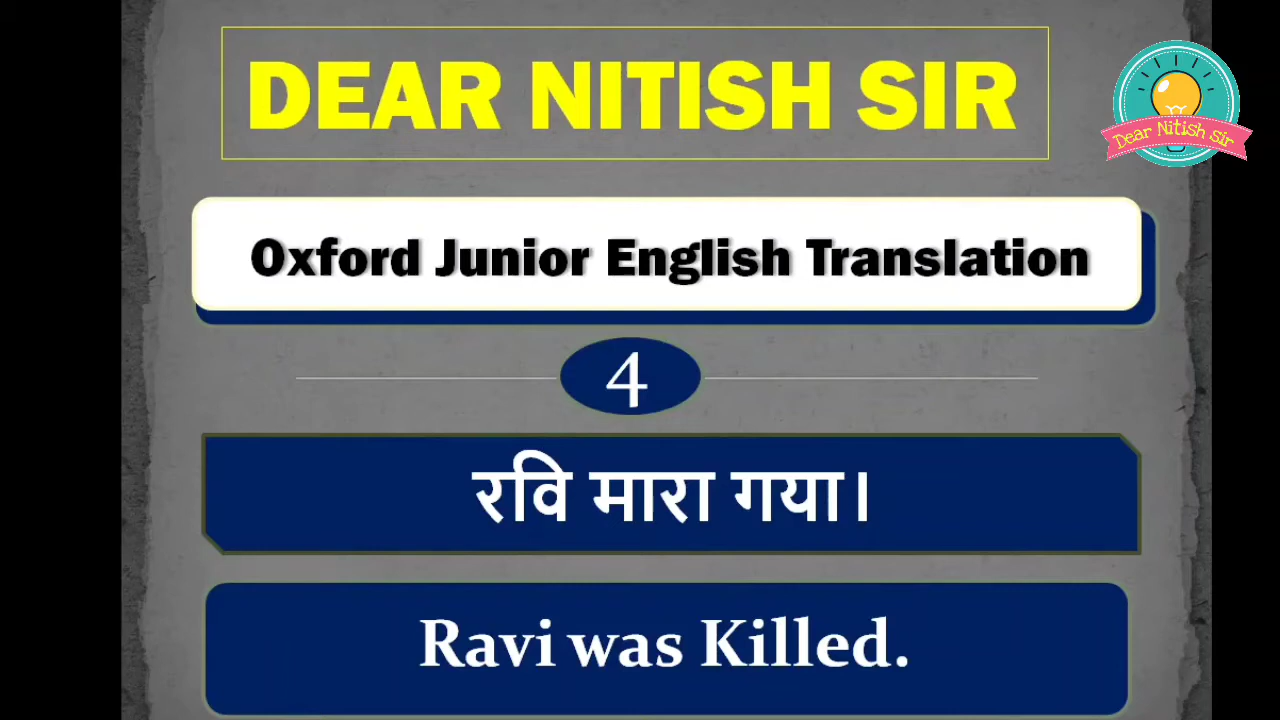 DEAR NITISH SIR
Dear Nitish Sir
Oxford Junior English Translation
4
रवि मारा गया।
Ravi was Killed.